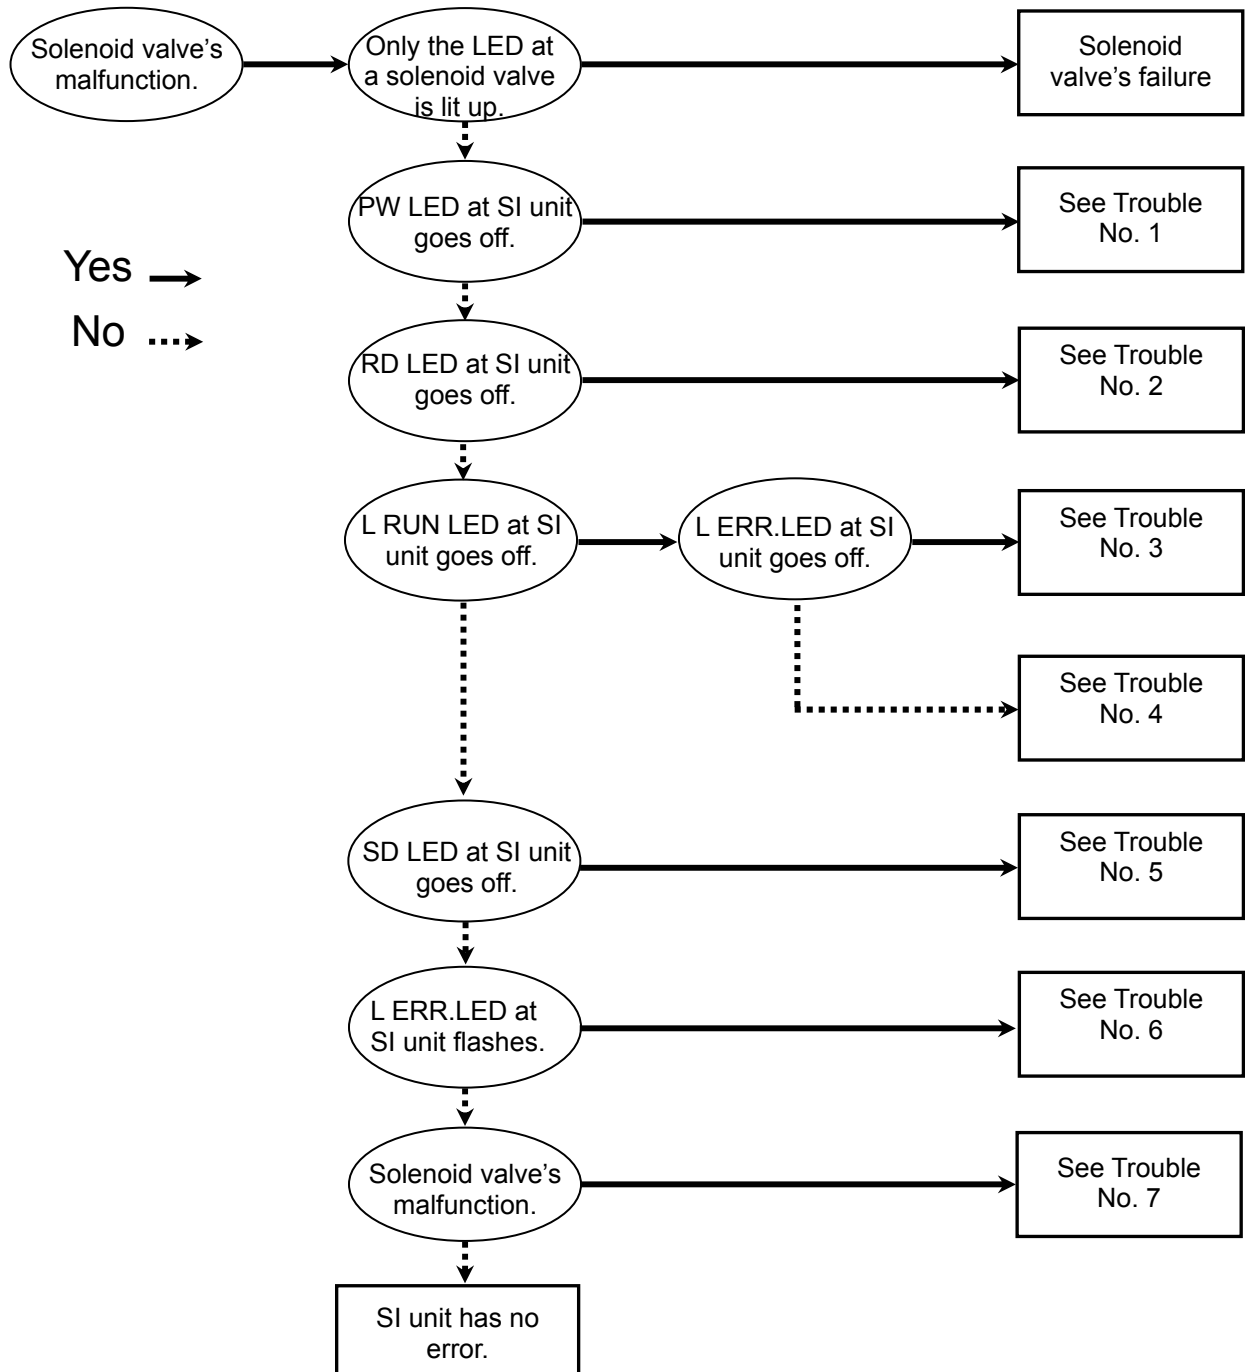 Solenoid valve’s
malfunction.
Only the LED at
a solenoid valve
is lit up.
Solenoid
valve’s failure
PW LED at SI unit
goes off.
See Trouble
No. 1
Yes
No
RD LED at SI unit
goes off.
See Trouble
No. 2
L RUN LED at SI
unit goes off.
L ERR.LED at SI
unit goes off.
See Trouble
No. 3
See Trouble
No. 4
SD LED at SI unit
goes off.
See Trouble
No. 5
L ERR.LED at
SI unit flashes.
See Trouble
No. 6
Solenoid valve’s
malfunction.
See Trouble
No. 7
SI unit has no
error.